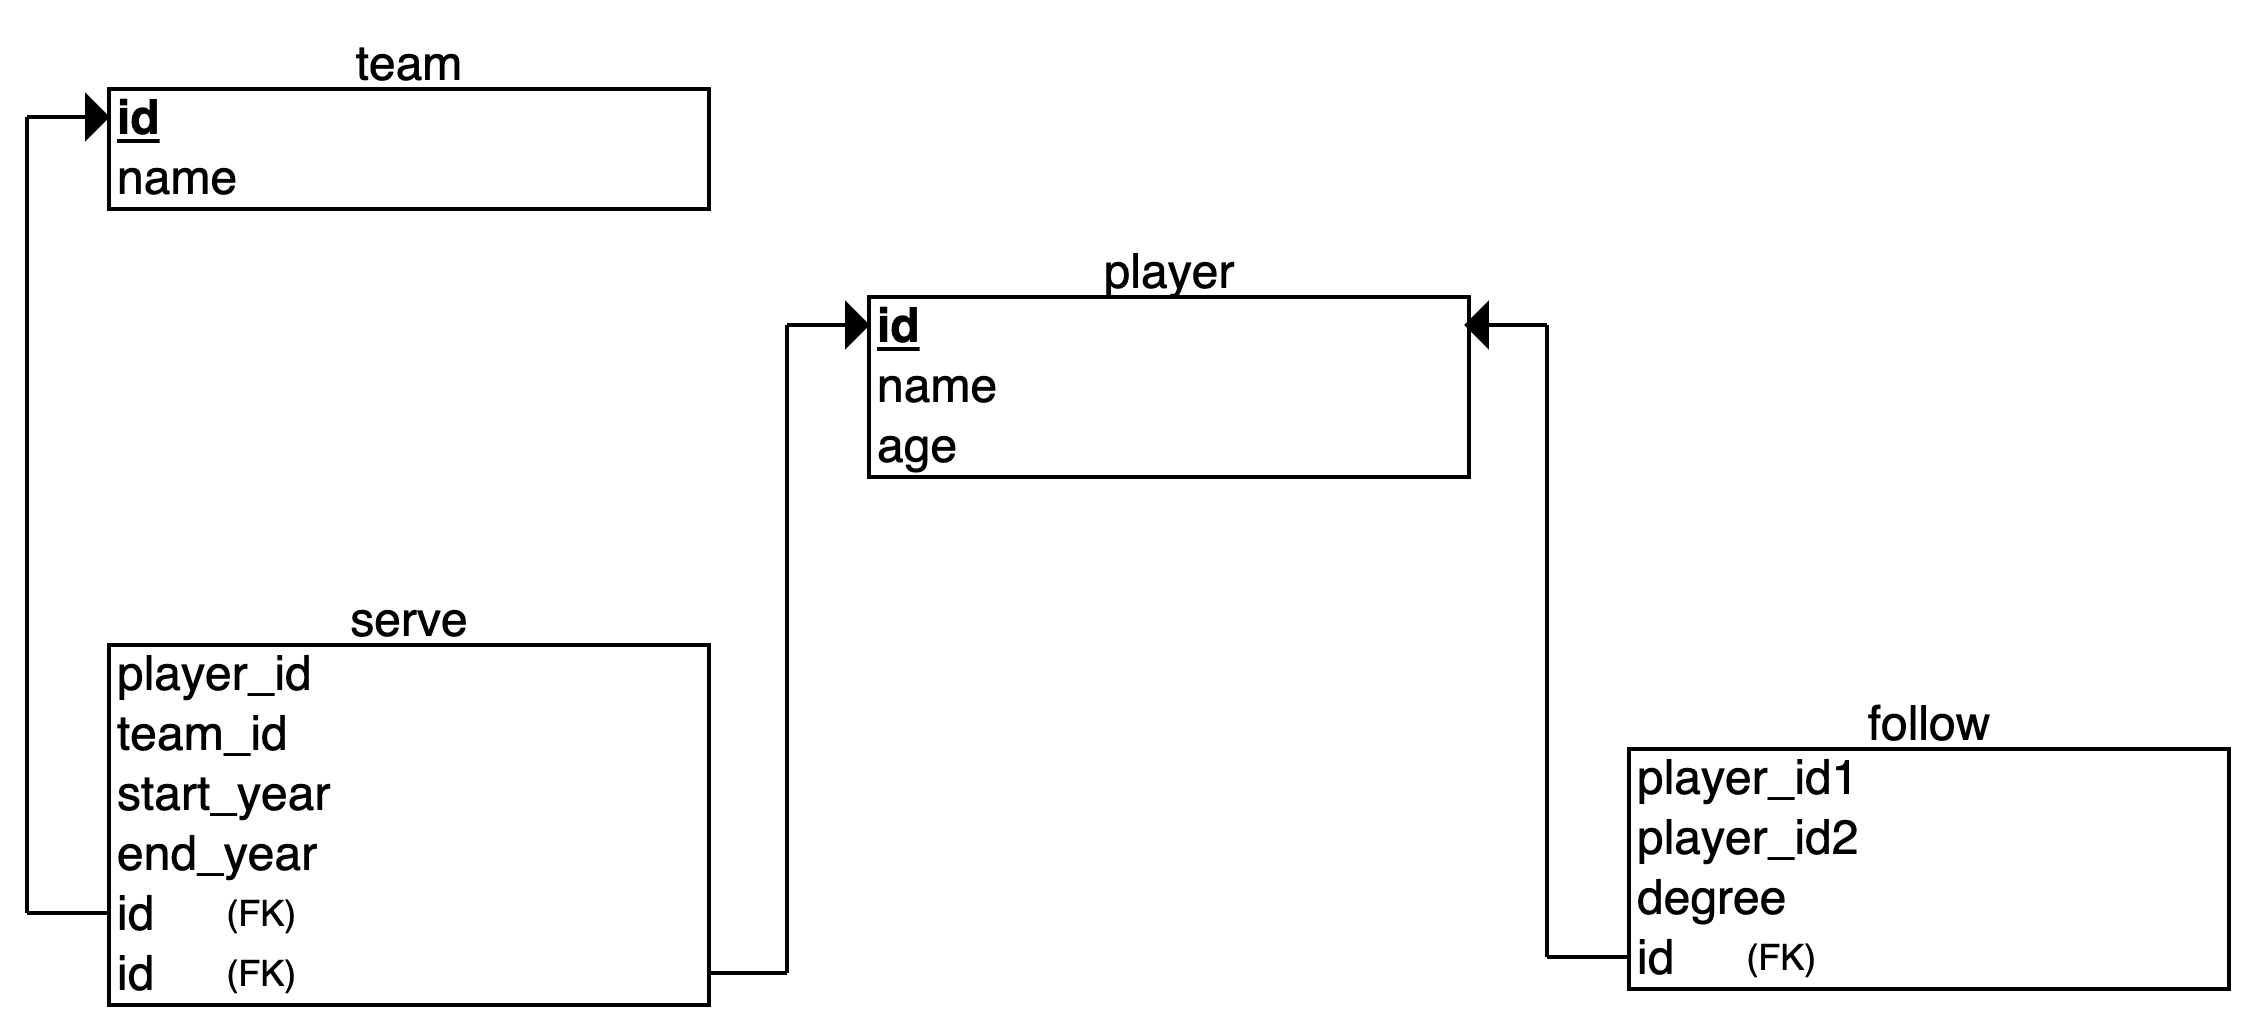 team
id
name
player
id
name
age
serve
player_id
team_id
start_year
end_year
id (FK)
id (FK)
follow
player_id1
player_id2
degree
id (FK)